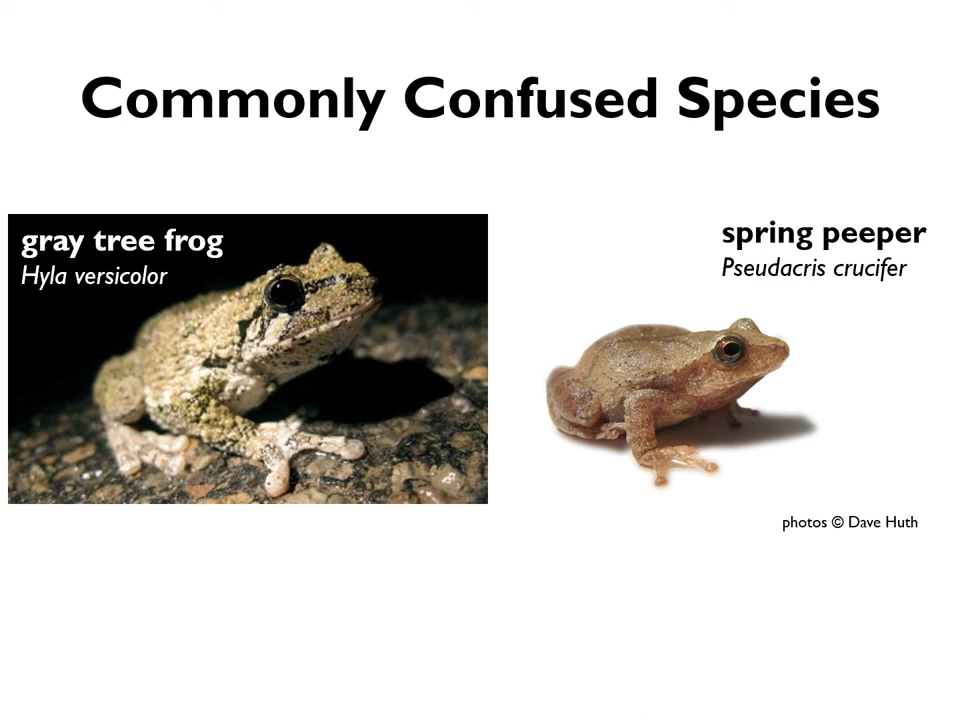 Commonly Confused Species
gray tree frog
Hyla versicolor
spring peeper
Pseudacris crucifer
photos © Dave Huth